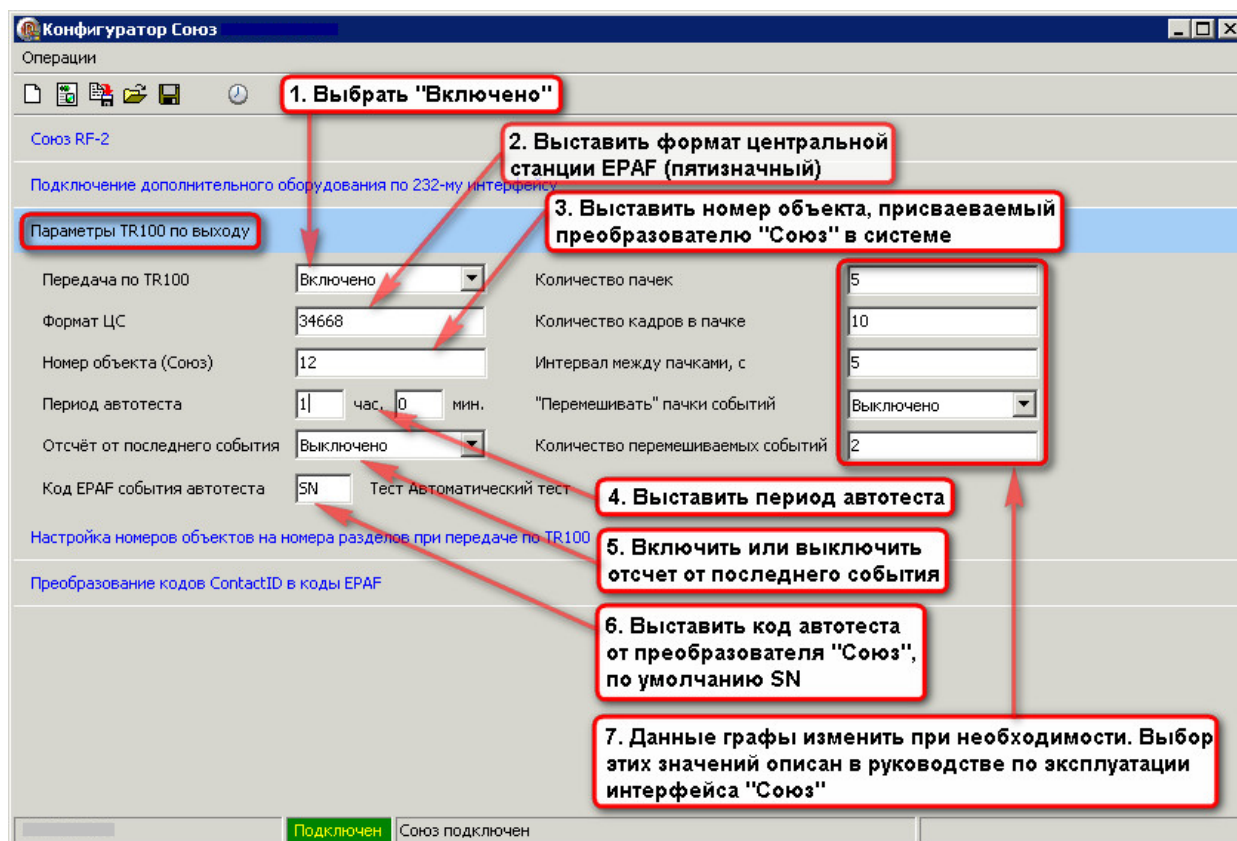 Конфигуратор Союз
Операции
1. Выбрать "Включено"
Союз RF-2
2. Выставить формат центральной
станции EPAF (пятизначный)
Подключение дополнительного оборудования по 232-му интерфейсу
3. Выставить номер объекта, присваеваемый
преобразователю "Союз" в системе
Параметры TR100 по выходу
Передача по TR100 Включено Количество пачек 5
Формат ЦС 34668 Количество кадров в пачке 10
Номер объекта (Союз) 12 Интервал между пачками, с 5
Период автотеста 1 час, 0 мин. "Перемешивать" пачки событий Выключено
Отсчёт от последнего события Выключено Количество перемешиваемых событий 2
Код EPAF события автотеста SN Тест Автоматический тест
4. Выставить период автотеста
Настройка номеров объектов на номера разделов при передаче по TR100
5. Включить или выключить
отсчет от последнего события
Преобразование кодов ContactID в коды EPAF
6. Выставить код автотеста
от преобразователя "Союз",
по умолчанию SN
7. Данные графы изменить при необходимости. Выбор
этих значений описан в руководстве по эксплуатации
интерфейса "Союз"
Подключен Союз подключен